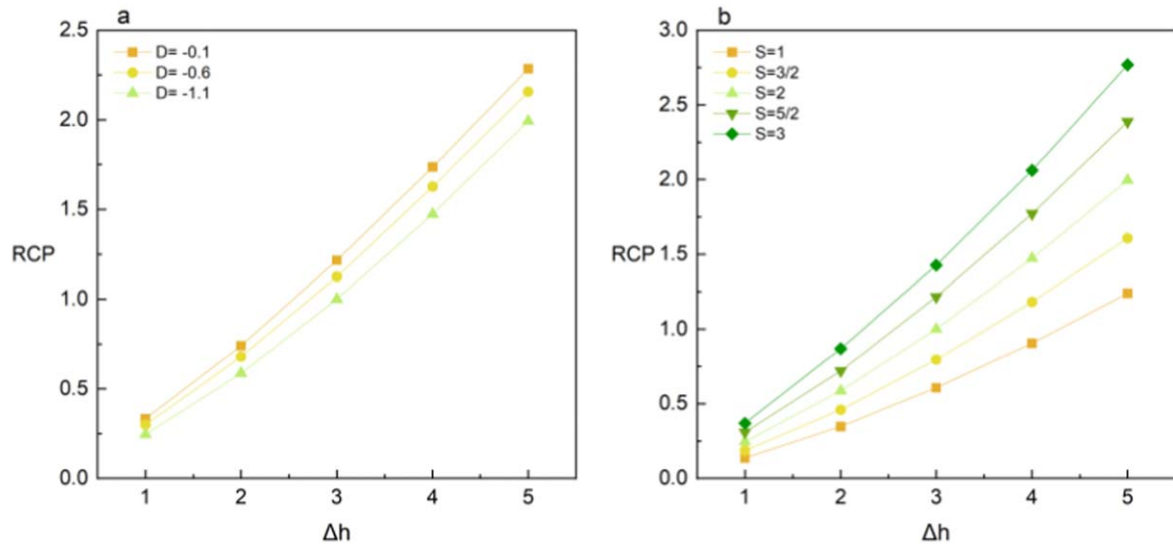 a
2.5
2.0
1.5
1.0
0.5
0.0
RCP
D= -0.1
D= -0.6
D= -1.1
1 2 3 4 5
Δh
b
3.0
2.5
2.0
1.5
1.0
0.5
0.0
RCP
S=1
S=3/2
S=2
S=5/2
S=3
1 2 3 4 5
Δh